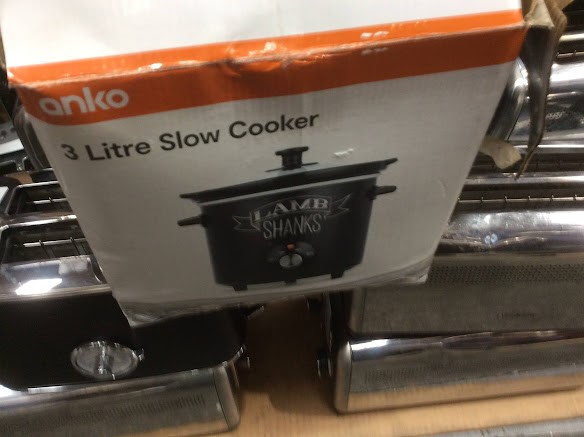 anko
3 Litre Slow Cooker
LAMB
SHANKS